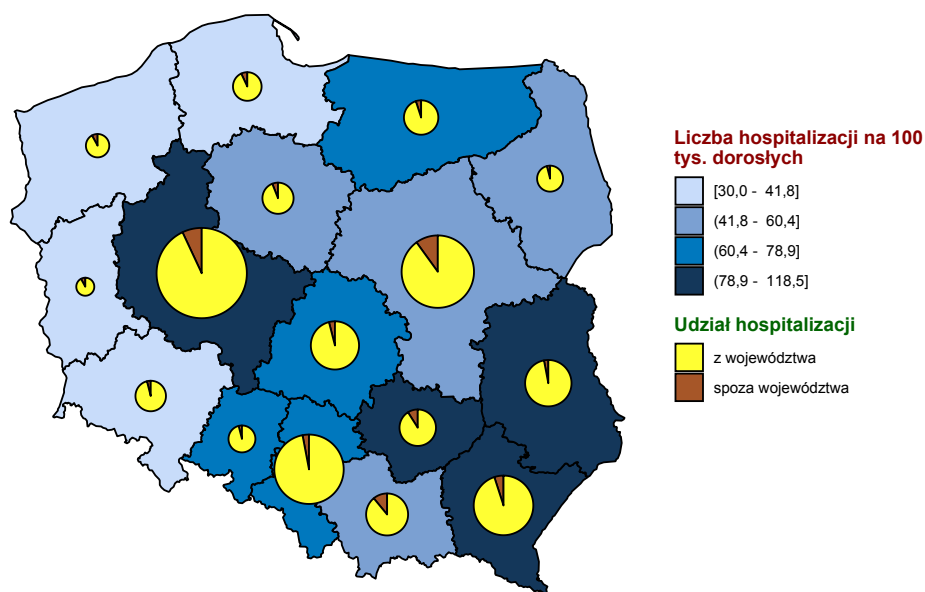 Liczba hospitalizacji na 100
tys. dorosłych
[30,0 - 41,8]
(41,8 - 60,4]
(60,4 - 78,9]
(78,9 - 118,5]
Udział hospitalizacji
z województwa
spoza województwa